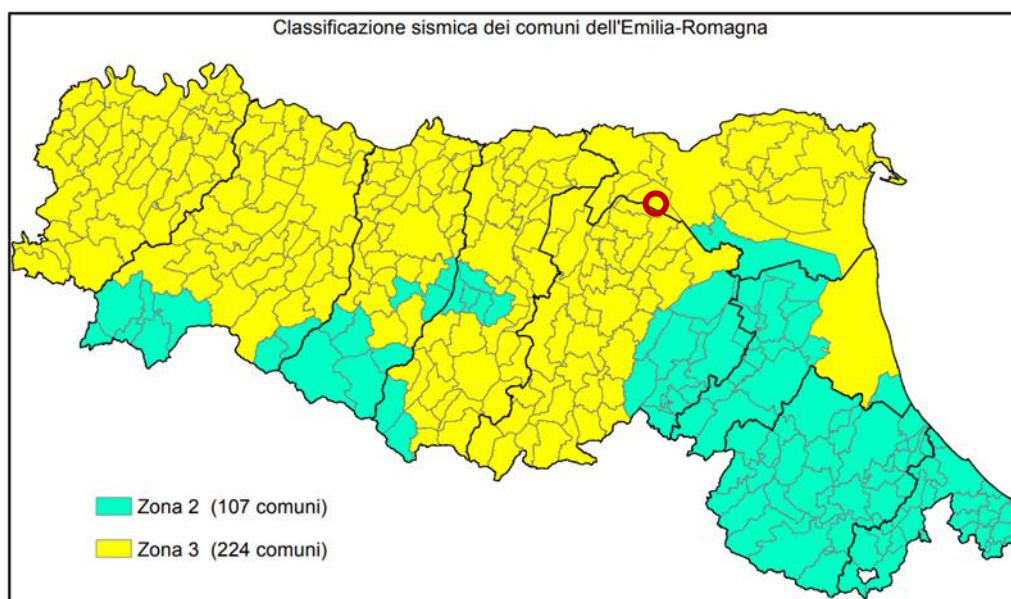 Classificazione sismica dei comuni dell'Emilia-Romagna
Zona 2 (107 comuni)
Zona 3 (224 comuni)